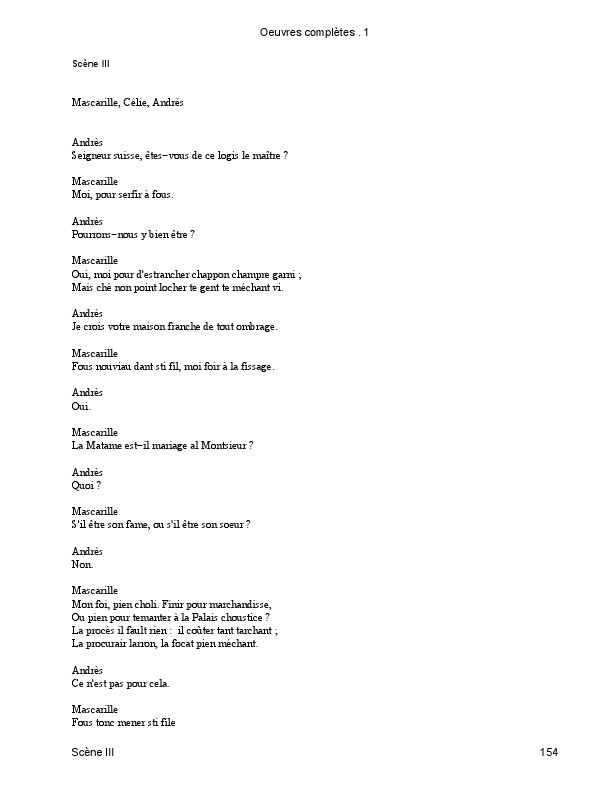 Oeuvres complètes . 1
Scène III
Mascarille, Célie, Andrès
Andrès
Seigneur suisse, êtes−vous de ce logis le maître ?
Mascarille
Moi, pour serfir à fous.
Andrès
Pourrons−nous y bien être ?
Mascarille
Oui, moi pour d'estrancher chappon champre garni ;
Mais ché non point locher te gent te méchant vi.
Andrès
Je crois votre maison franche de tout ombrage.
Mascarille
Fous nouviau dant sti fil, moi foir à la fissage.
Andrès
Oui.
Mascarille
La Matame est−il mariage al Montsieur ?
Andrès
Quoi ?
Mascarille
S'il être son fame, ou s'il être son soeur ?
Andrès
Non.
Mascarille
Mon foi, pien choli. Finir pour marchandisse,
Ou pien pour temanter à la Palais choustice ?
La procès il fault rien :  il coûter tant tarchant ;
La procurair larron, la focat pien méchant.
Andrès
Ce n'est pas pour cela.
Mascarille
Fous tonc mener sti file
Scène III
154